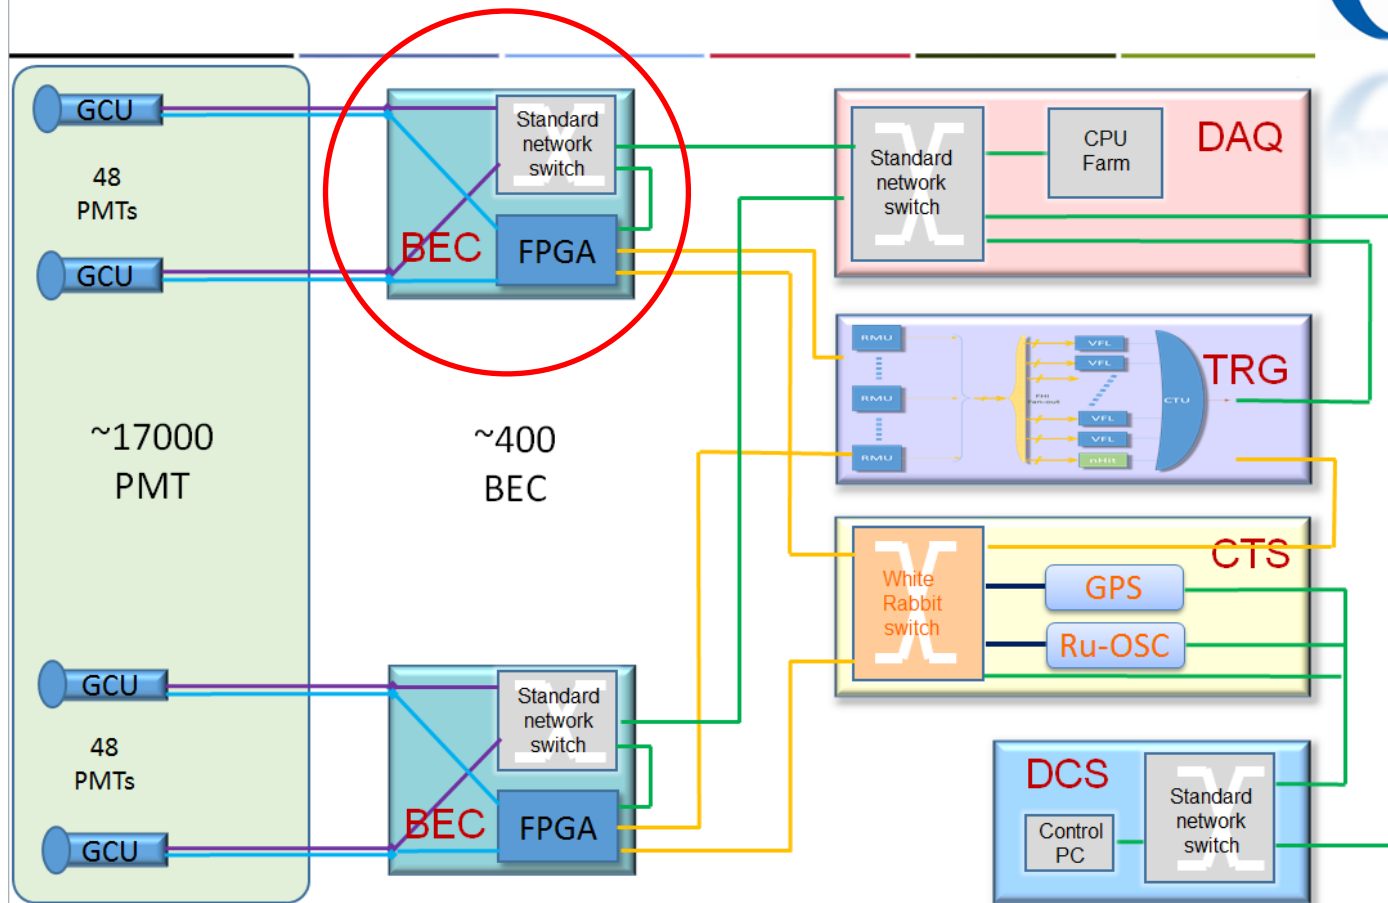 GCU
48
PMTs
GCU
~17000
PMT
GCU
48
PMTs
GCU
Standard
network
switch
BEC
FPGA
~400
BEC
Standard
network
switch
BEC
FPGA
DAQ
Standard
network
switch
CPU
Farm
TRG
RMU
RMU
RMU
VFL
VFL
VFL
VFL
nHit
CTU
CTS
White
Rabbit
switch
GPS
Ru-OSC
DCS
Control
PC
Standard
network
switch